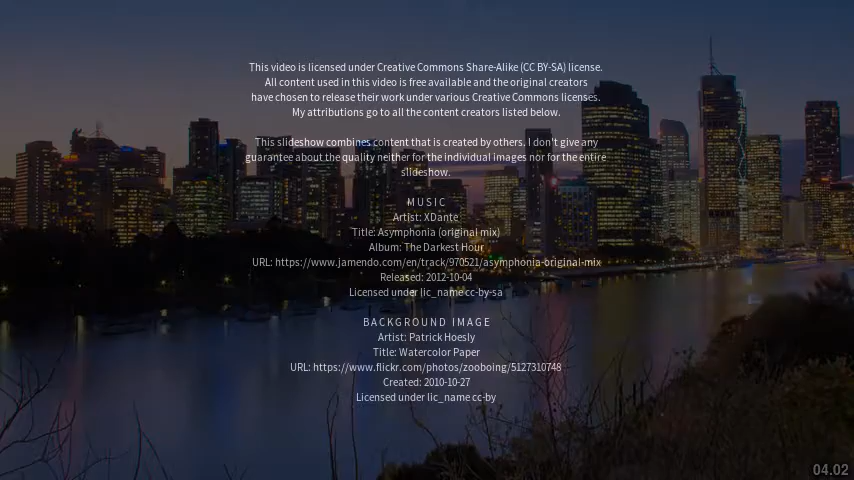 This video is licensed under Creative Commons Share-Alike (CC BY-SA) license.
All content used in this video is free available and the original creators
have chosen to release their work under various Creative Commons licenses.
My attributions go to all the content creators listed below.
This slideshow combines content that is created by others. I don't give any
guarantee about the quality neither for the individual images nor for the entire
slideshow.
MUSIC
Artist: XDante
Title: Asymphonia (original mix)
Album: The Darkest Hour
URL: https://www.jamendo.com/en/track/970521/asymphonia-original-mix
Released: 2012-10-04
Licensed under lic_name cc-by-sa
BACKGROUND IMAGE
Artist: Patrick Hoesly
Title: Watercolor Paper
URL: https://www.flickr.com/photos/zooboing/5127310748
Created: 2010-10-27
Licensed under lic_name cc-by
04.02